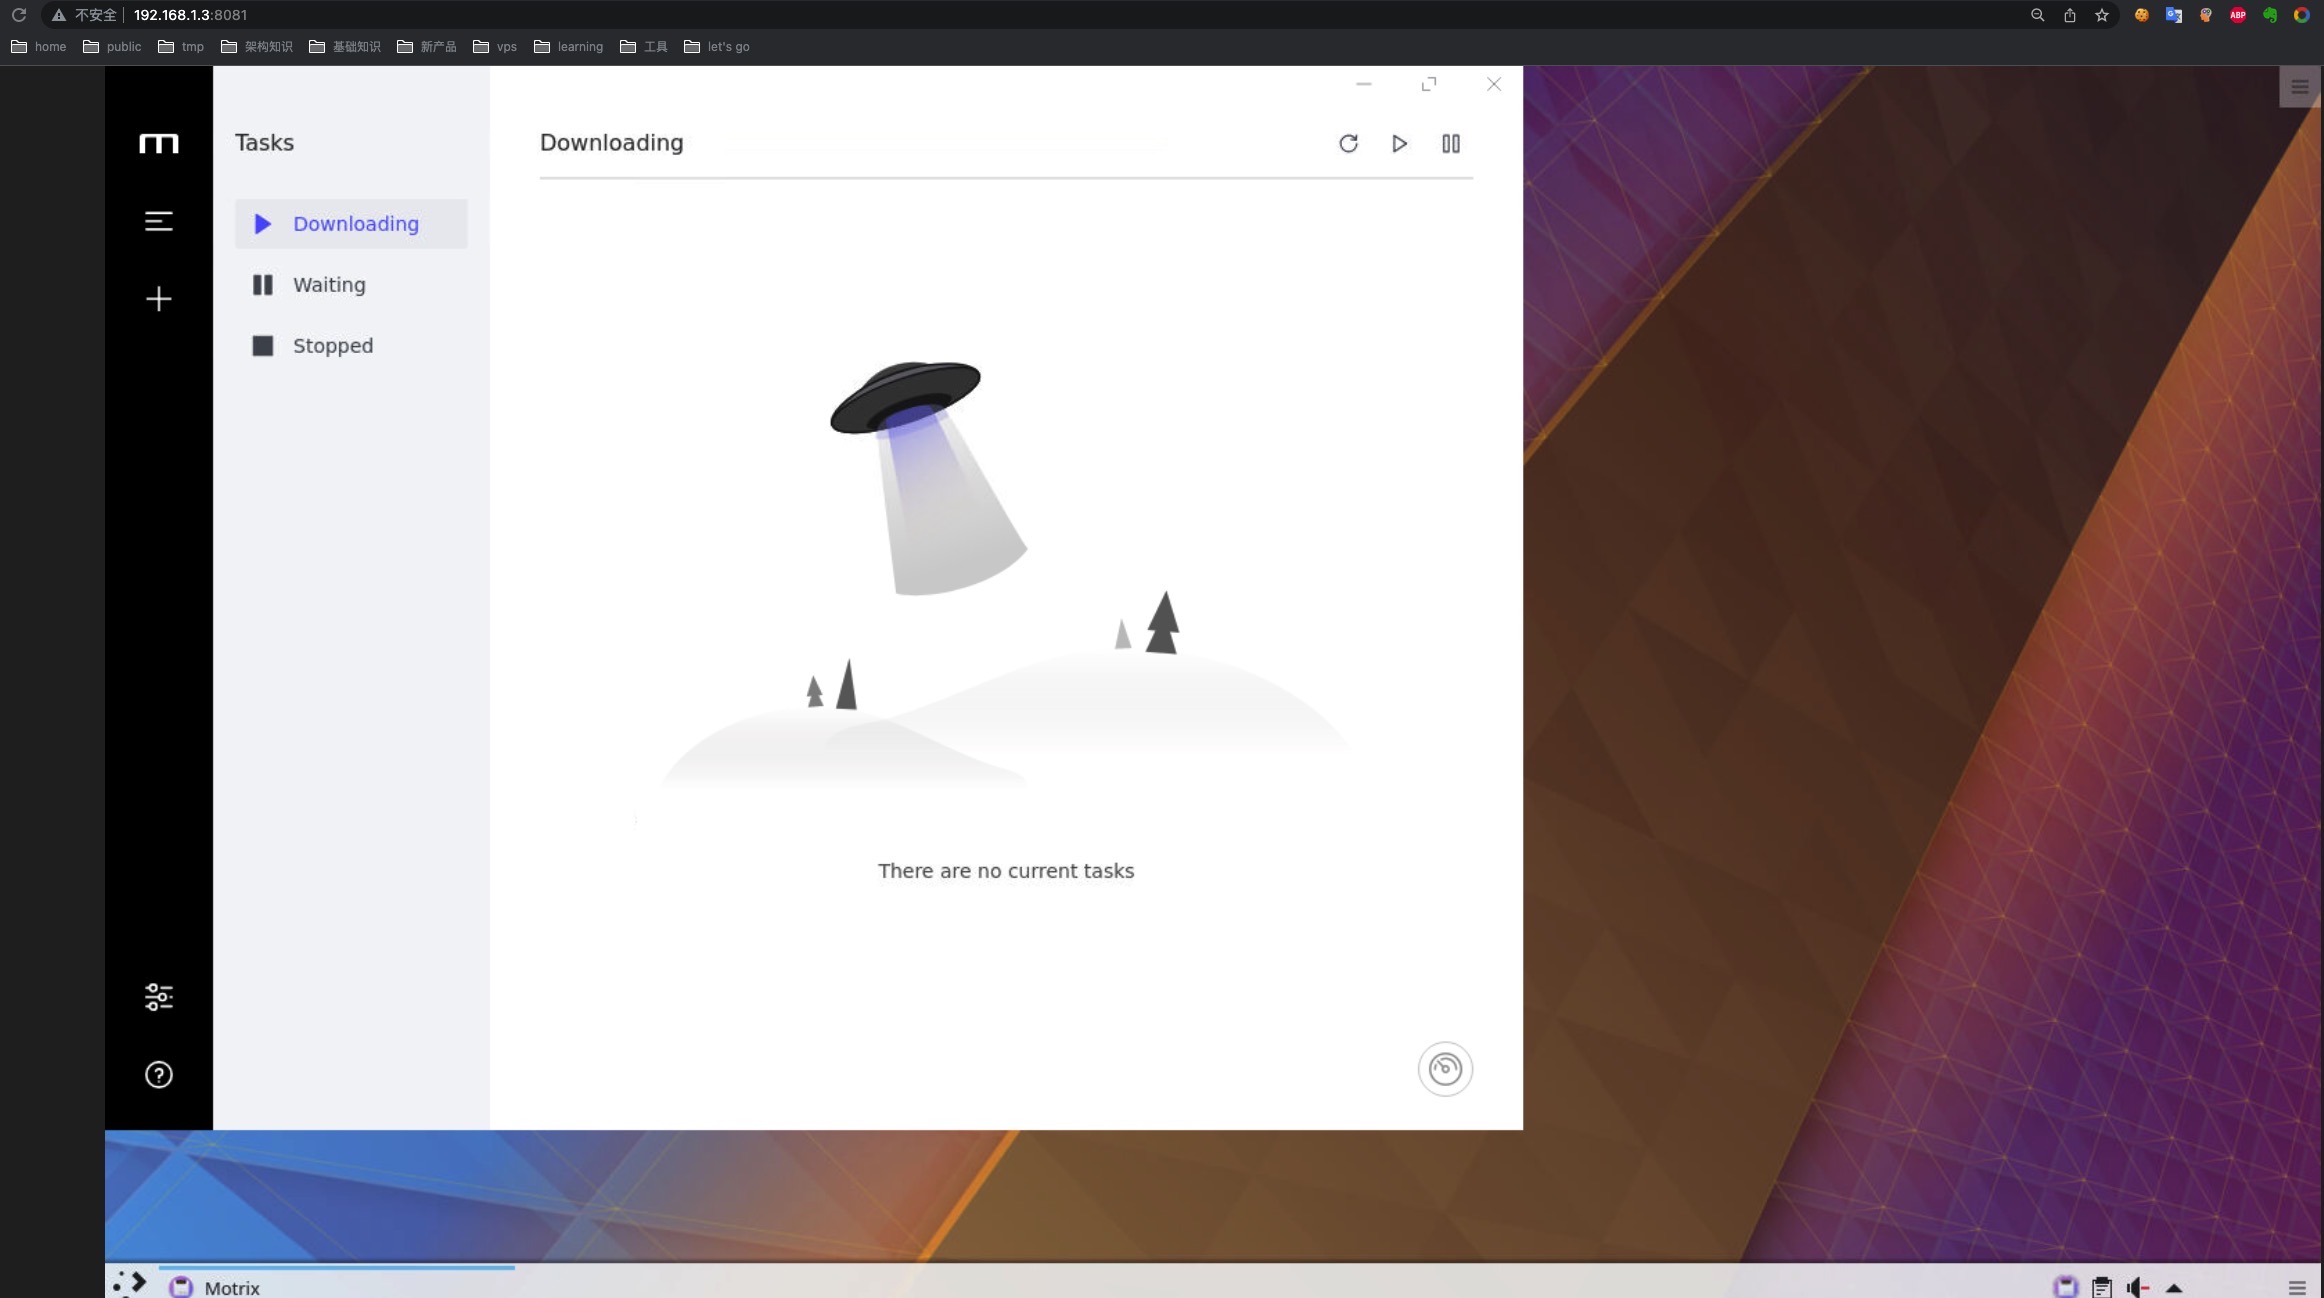 不安全 192.168.1.3:8081
ABP
home public tmp 架构知识 基础知识 新产品 vps learning 工具 let's go
m
Tasks
Downloading
Waiting
Stopped
Downloading
There are no current tasks
Motrix